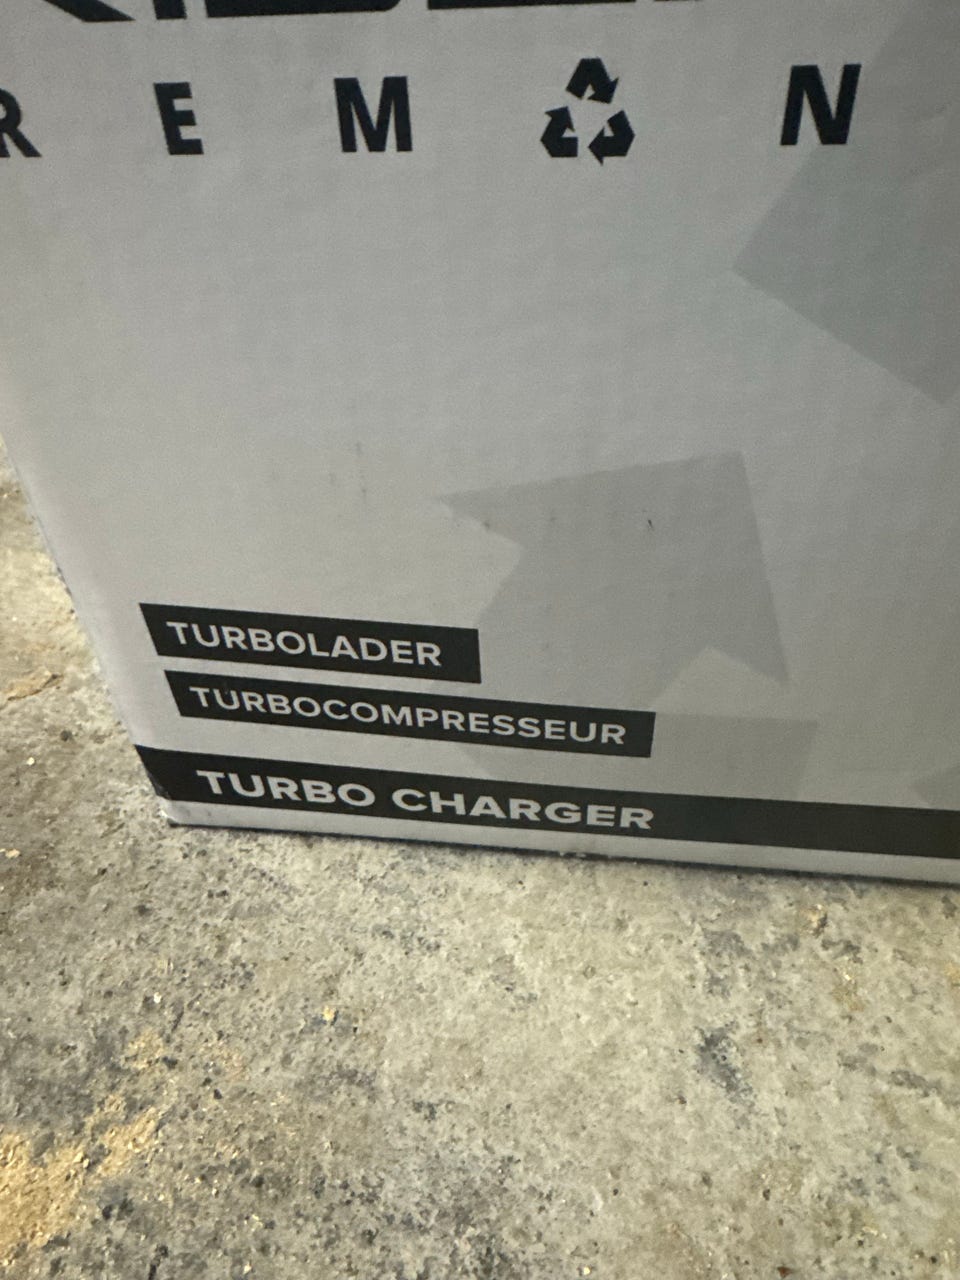 R E M N
TURBOLADER
TURBOCOMPRESSEUR
TURBO CHARGER